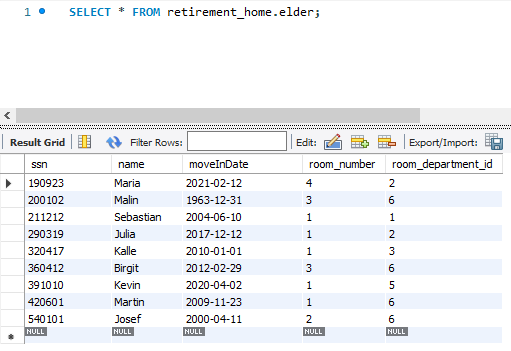 1 SELECT * FROM retirement_home.elder;
Result Grid Filter Rows: Edit: Export/Import:
ssn name moveInDate room_number room_department_id
190923 Maria 2021-02-12 4 2
200102 Malin 1963-12-31 3 6
211212 Sebastian 2004-06-10 1 1
290319 Julia 2017-12-12 1 2
320417 Kalle 2010-01-01 1 3
360412 Birgit 2012-02-29 3 6
391010 Kevin 2020-04-02 1 5
420601 Martin 2009-11-23 1 6
540101 Josef 2000-04-11 2 6
NULL NULL NULL NULL NULL